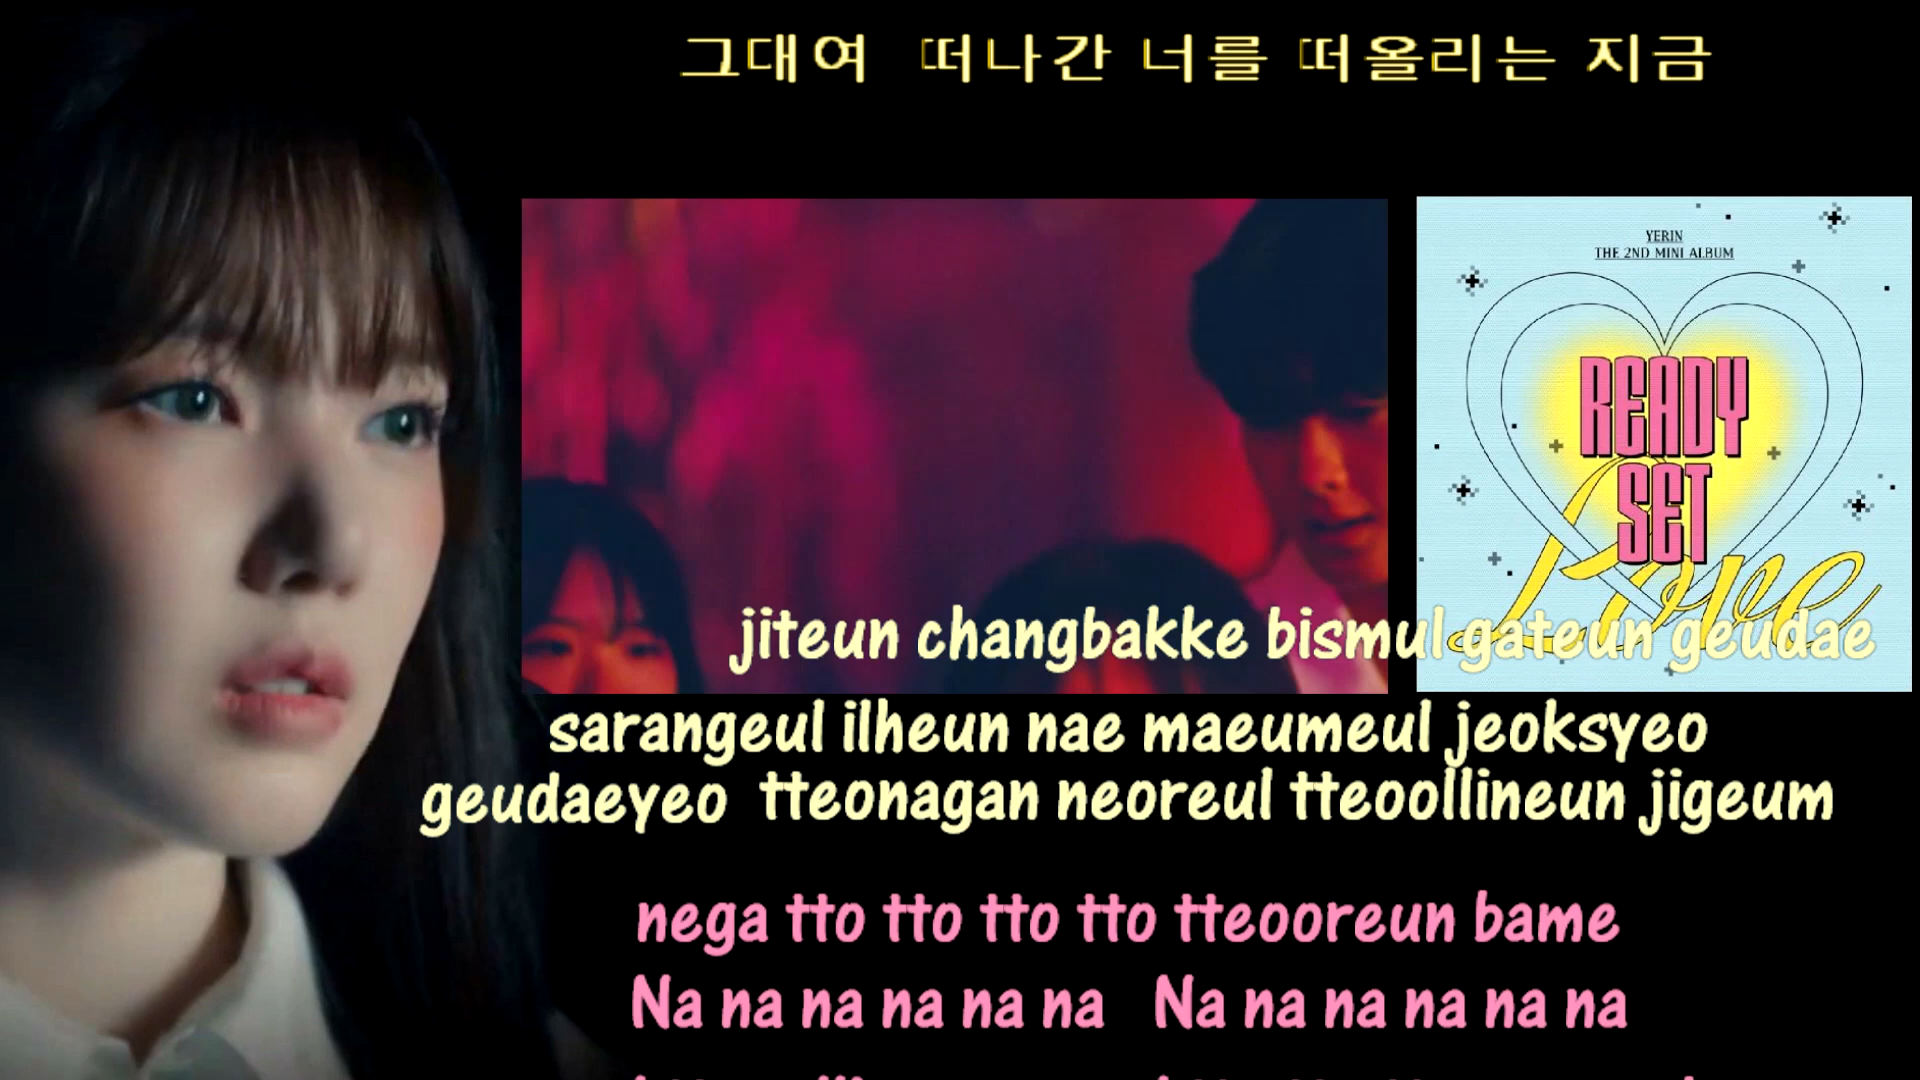 그대여 떠나간 너를 떠올리는 지금
YERIN
THE 2ND MINI ALBUM
READY
SET
Love
jiteun changbakke bismul gateun geudae
sarangeul ilheun nae maeumeul jeoksyeo
geudaeyeo tteonagan neoreul tteoollineun jigeum
nega tto tto tto tto tteooreun bame
Na na na na na na Na na na na na na